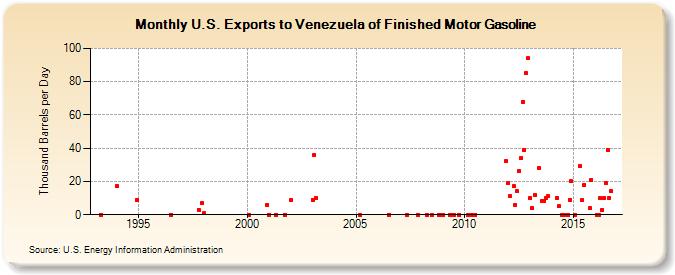 Monthly U.S. Exports to Venezuela of Finished Motor Gasoline
Thousand Barrels per Day
100
80
60
40
20
0
1995 2000 2005 2010 2015
Source: U.S. Energy Information Administration